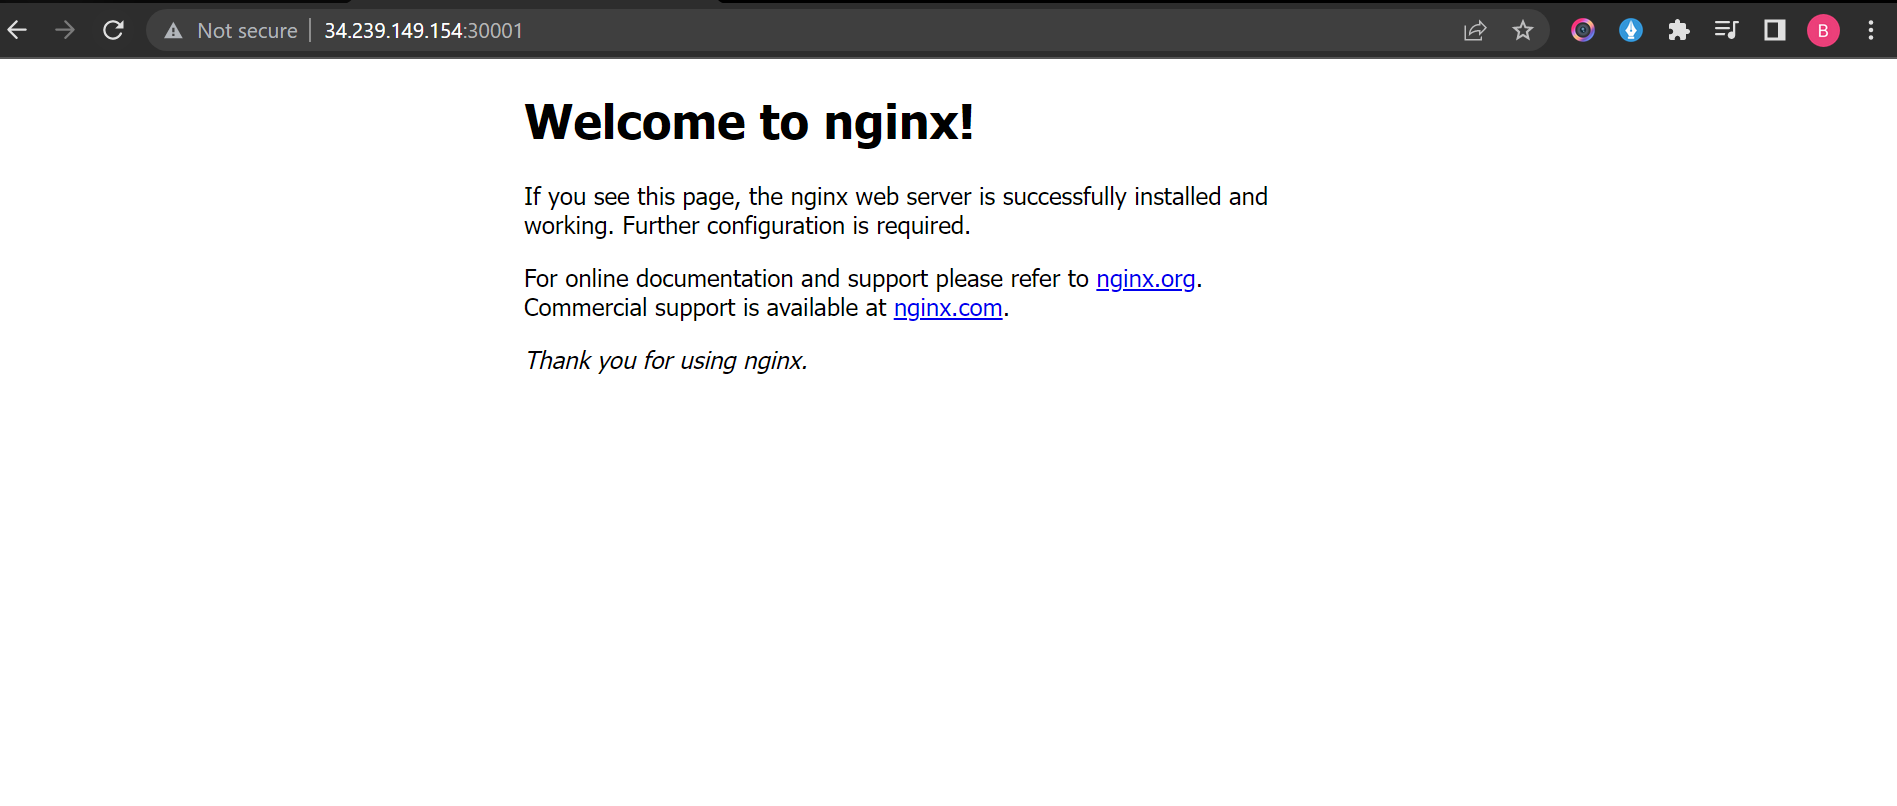 Not secure | 34.239.149.154:30001
B
Welcome to nginx!
If you see this page, the nginx web server is successfully installed and
working. Further configuration is required.
For online documentation and support please refer to nginx.org.
Commercial support is available at nginx.com.
Thank you for using nginx.